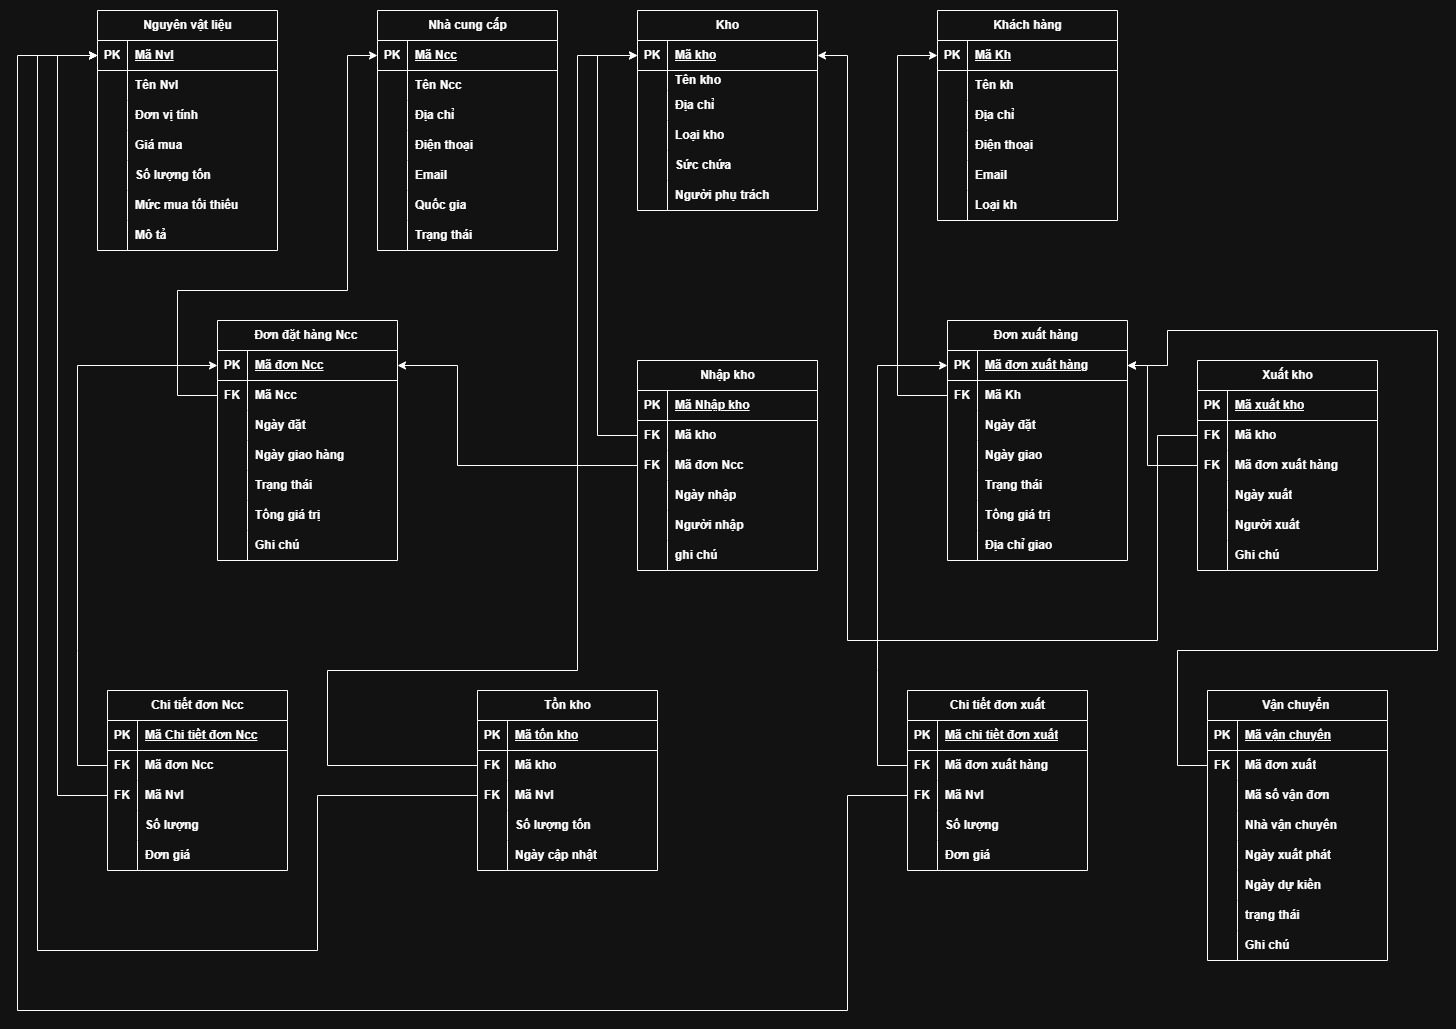 Nguyên vật liệu
PK Mã Nvl
Tên Nvl
Đơn vị tính
Giá mua
Số lượng tồn
Mức mua tối thiểu
Mô tả
Nhà cung cấp
PK Mã Ncc
Tên Ncc
Địa chỉ
Điện thoại
Email
Quốc gia
Trạng thái
Kho
PK Mã kho
Tên kho
Địa chỉ
Loại kho
Sức chứa
Người phụ trách
Khách hàng
PK Mã Kh
Tên kh
Địa chỉ
Điện thoại
Email
Loại kh
Đơn đặt hàng Ncc
PK Mã đơn Ncc
FK Mã Ncc
Ngày đặt
Ngày giao hàng
Trạng thái
Tổng giá trị
Ghi chú
Nhập kho
PK Mã Nhập kho
FK Mã kho
FK Mã đơn Ncc
Ngày nhập
Người nhập
ghi chú
Đơn xuất hàng
PK Mã đơn xuất hàng
FK Mã Kh
Ngày đặt
Ngày giao
Trạng thái
Tổng giá trị
Địa chỉ giao
Xuất kho
PK Mã xuất kho
FK Mã kho
FK Mã đơn xuất hàng
Ngày xuất
Người xuất
Ghi chú
Chi tiết đơn Ncc
PK Mã Chi tiết đơn Ncc
FK Mã đơn Ncc
FK Mã Nvl
Số lượng
Đơn giá
Tồn kho
PK Mã tồn kho
FK Mã kho
FK Mã Nvl
Số lượng tồn
Ngày cập nhật
Chi tiết đơn xuất
PK Mã chi tiết đơn xuất
FK Mã đơn xuất hàng
FK Mã Nvl
Số lượng
Đơn giá
Vận chuyển
PK Mã vận chuyển
FK Mã đơn xuất
Mã số vận đơn
Nhà vận chuyển
Ngày xuất phát
Ngày dự kiền
trạng thái
Ghi chú